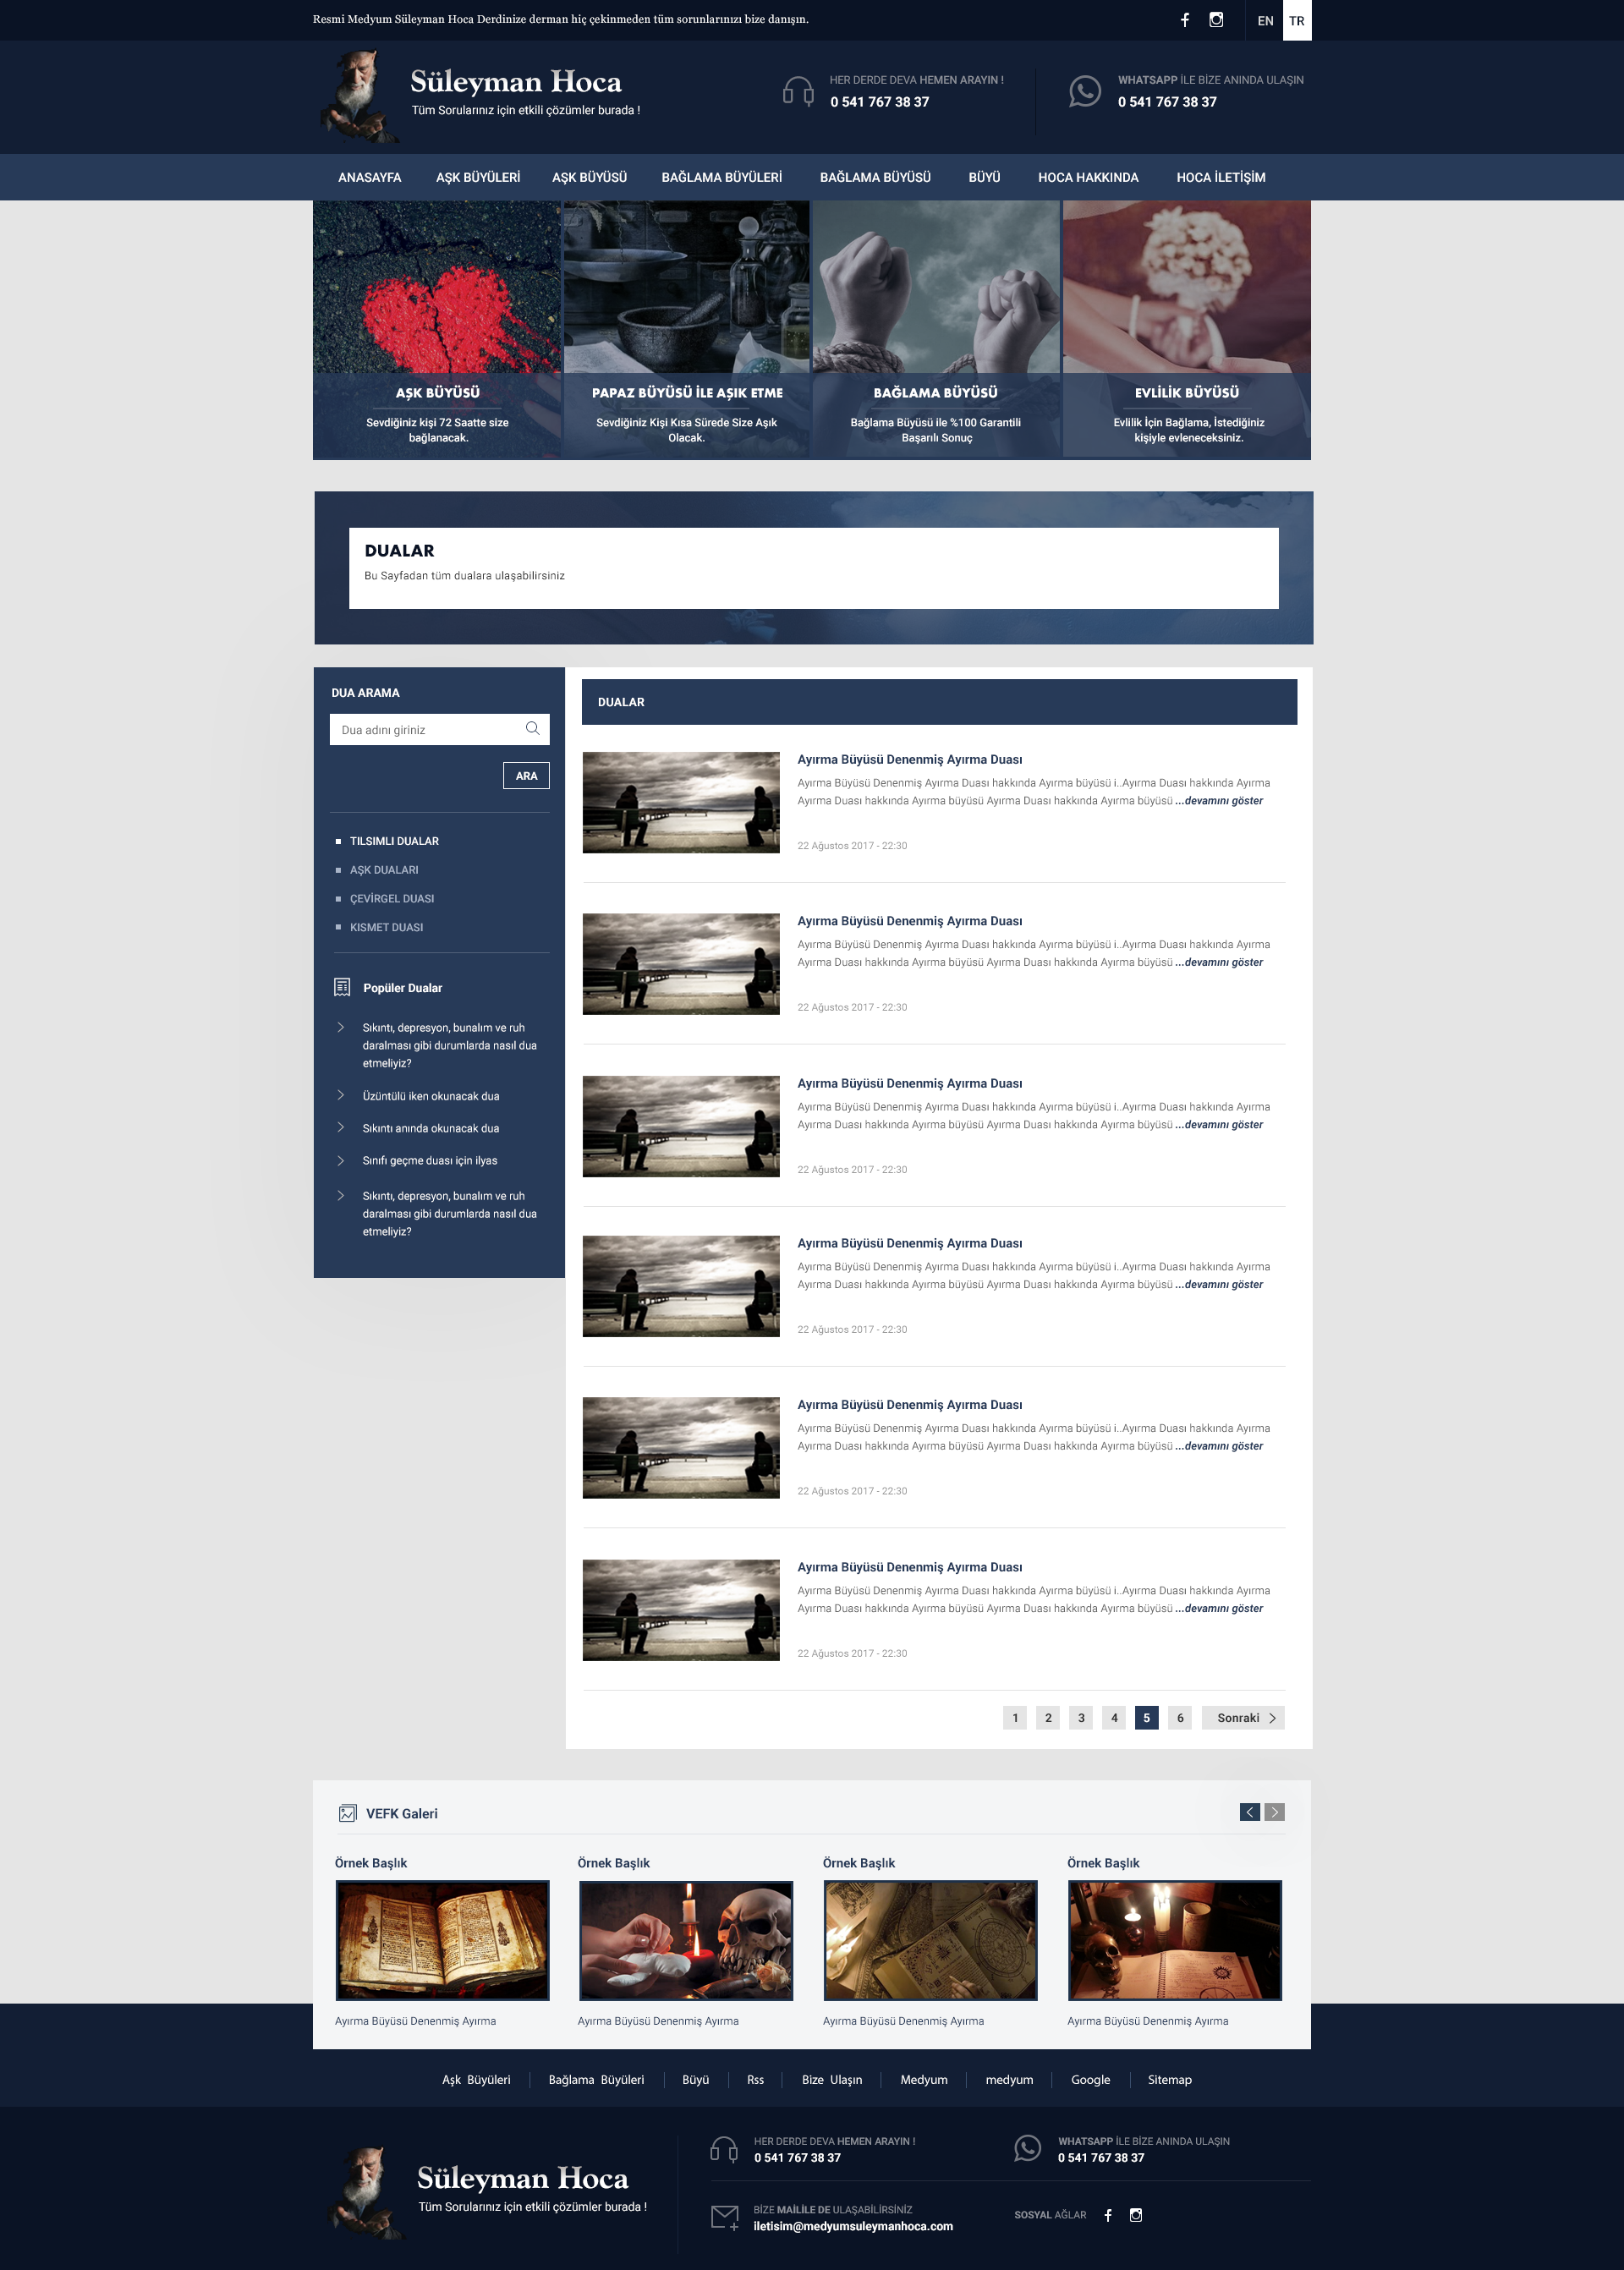 Resmi Medyum Süleyman Hoca Derdinize derman hiç çekinmeden tüm sorunlarınızı bize danışın.
EN TR
Süleyman Hoca
Tüm Sorularınız için etkili çözümler burada !
HER DERDE DEVA HEMEN ARAYIN !
0 541 767 38 37
WHATSAPP İLE BİZE ANINDA ULAŞIN
0 541 767 38 37
ANASAYFA AŞK BÜYÜLERİ AŞK BÜYÜSÜ BAĞLAMA BÜYÜLERİ BAĞLAMA BÜYÜSÜ BÜYÜ HOCA HAKKINDA HOCA İLETİŞİM
AŞK BÜYÜSÜ
Sevdiğiniz kişi 72 Saatte size
bağlanacak.
PAPAZ BÜYÜSÜ İLE AŞIK ETME
Sevdiğiniz Kişi Kısa Sürede Size Aşık
Olacak.
BAĞLAMA BÜYÜSÜ
Bağlama Büyüsü ile %100 Garantili
Başarılı Sonuç
EVLİLİK BÜYÜSÜ
Evlilik İçin Bağlama, İstediğiniz
kişiyle evleneceksiniz.
DUALAR
Bu Sayfadan tüm dualara ulaşabilirsiniz
DUA ARAMA
Dua adını giriniz
ARA
TILSIMLI DUALAR
AŞK DUALARI
ÇEVİRGEL DUASI
KISMET DUASI
Popüler Dualar
Sıkıntı, depresyon, bunalım ve ruh
daralması gibi durumlarda nasıl dua
etmeliyiz?
Üzüntülü iken okunacak dua
Sıkıntı anında okunacak dua
Sınıfı geçme duası için ilyas
Sıkıntı, depresyon, bunalım ve ruh
daralması gibi durumlarda nasıl dua
etmeliyiz?
DUALAR
Ayırma Büyüsü Denenmiş Ayırma Duası
Ayırma Büyüsü Denenmiş Ayırma Duası hakkında Ayırma büyüsü i..Ayırma Duası hakkında Ayırma
Ayırma Duası hakkında Ayırma büyüsü Ayırma Duası hakkında Ayırma büyüsü ...devamını göster
22 Ağustos 2017 - 22:30
Ayırma Büyüsü Denenmiş Ayırma Duası
Ayırma Büyüsü Denenmiş Ayırma Duası hakkında Ayırma büyüsü i..Ayırma Duası hakkında Ayırma
Ayırma Duası hakkında Ayırma büyüsü Ayırma Duası hakkında Ayırma büyüsü ...devamını göster
22 Ağustos 2017 - 22:30
Ayırma Büyüsü Denenmiş Ayırma Duası
Ayırma Büyüsü Denenmiş Ayırma Duası hakkında Ayırma büyüsü i..Ayırma Duası hakkında Ayırma
Ayırma Duası hakkında Ayırma büyüsü Ayırma Duası hakkında Ayırma büyüsü ...devamını göster
22 Ağustos 2017 - 22:30
Ayırma Büyüsü Denenmiş Ayırma Duası
Ayırma Büyüsü Denenmiş Ayırma Duası hakkında Ayırma büyüsü i..Ayırma Duası hakkında Ayırma
Ayırma Duası hakkında Ayırma büyüsü Ayırma Duası hakkında Ayırma büyüsü ...devamını göster
22 Ağustos 2017 - 22:30
Ayırma Büyüsü Denenmiş Ayırma Duası
Ayırma Büyüsü Denenmiş Ayırma Duası hakkında Ayırma büyüsü i..Ayırma Duası hakkında Ayırma
Ayırma Duası hakkında Ayırma büyüsü Ayırma Duası hakkında Ayırma büyüsü ...devamını göster
22 Ağustos 2017 - 22:30
Ayırma Büyüsü Denenmiş Ayırma Duası
Ayırma Büyüsü Denenmiş Ayırma Duası hakkında Ayırma büyüsü i..Ayırma Duası hakkında Ayırma
Ayırma Duası hakkında Ayırma büyüsü Ayırma Duası hakkında Ayırma büyüsü ...devamını göster
22 Ağustos 2017 - 22:30
1 2 3 4 5 6 Sonraki
VEFK Galeri
Örnek Başlık Örnek Başlık Örnek Başlık Örnek Başlık
Ayırma Büyüsü Denenmiş Ayırma Ayırma Büyüsü Denenmiş Ayırma Ayırma Büyüsü Denenmiş Ayırma Ayırma Büyüsü Denenmiş Ayırma
Aşk Büyüleri Bağlama Büyüleri Büyü Rss Bize Ulaşın Medyum medyum Google Sitemap
Süleyman Hoca
Tüm Sorularınız için etkili çözümler burada !
HER DERDE DEVA HEMEN ARAYIN !
0 541 767 38 37
WHATSAPP İLE BİZE ANINDA ULAŞIN
0 541 767 38 37
BİZE MAİLİLE DE ULAŞABİLİRSİNİZ
iletisim@medyumsuleymanhoca.com
SOSYAL AĞLAR